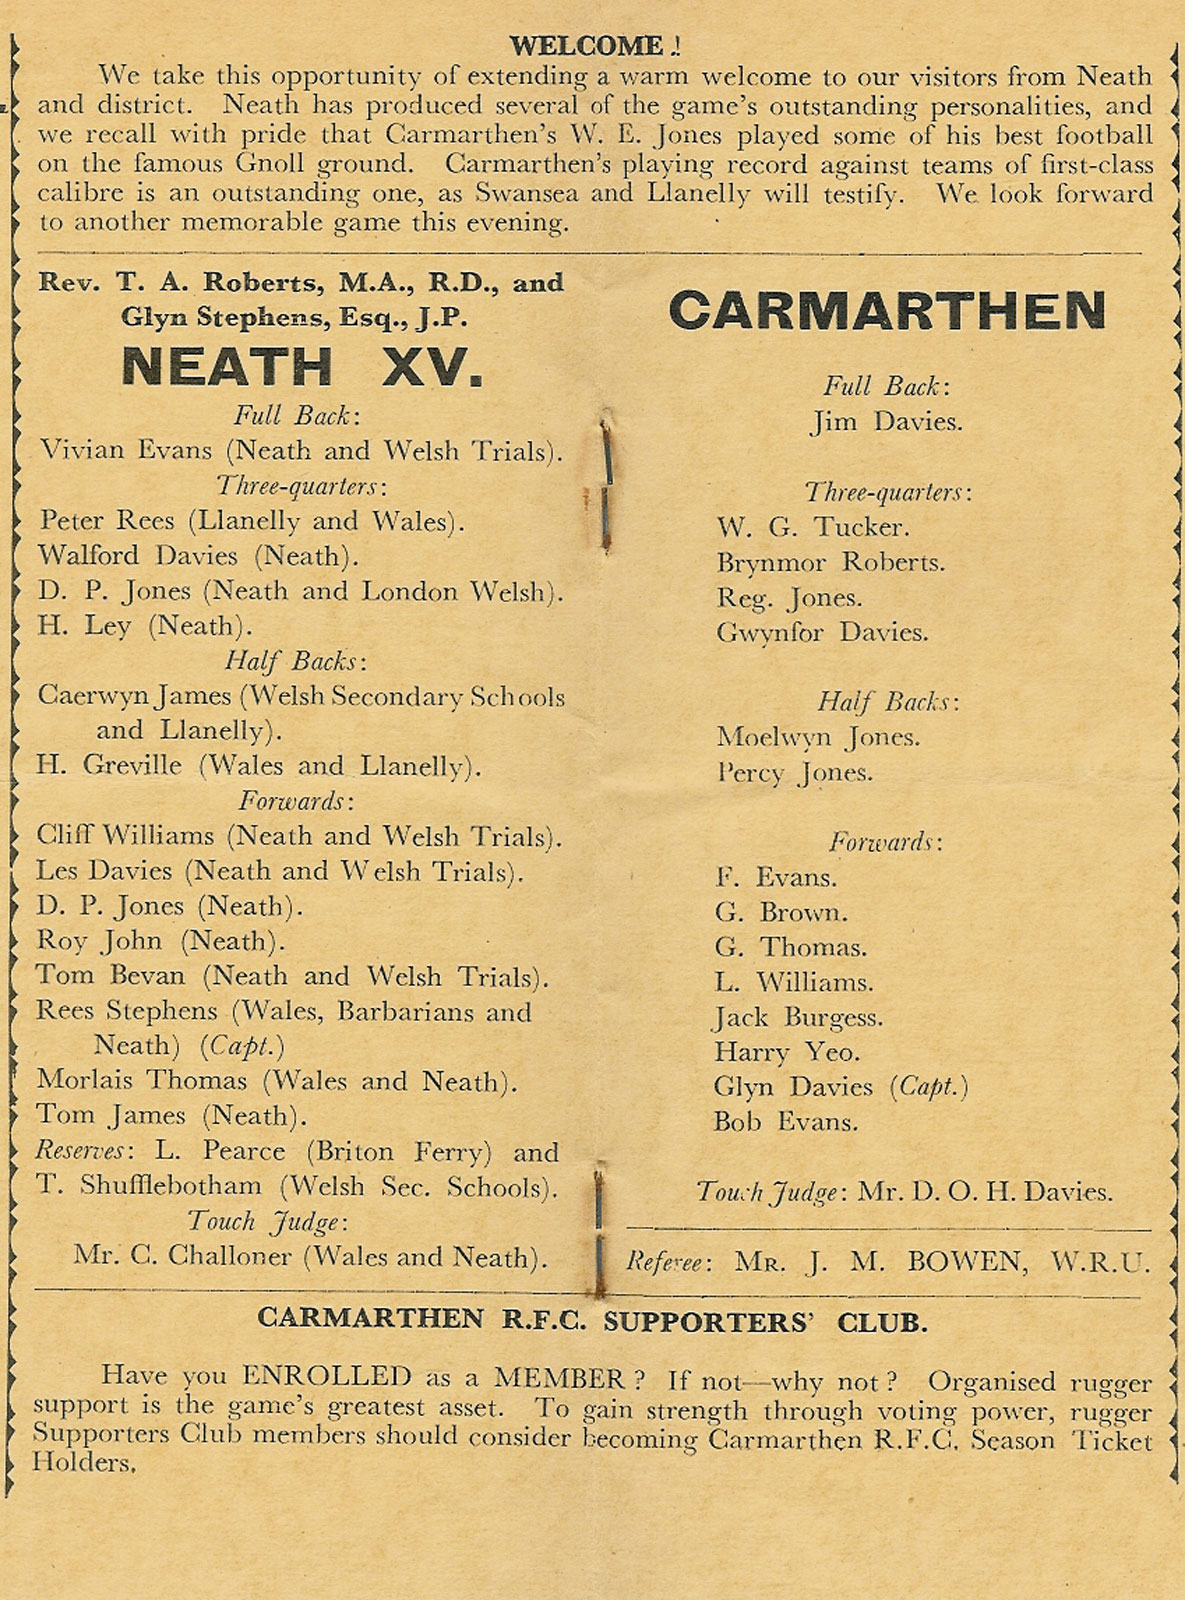 WELCOME!
We take this opportunity of extending a warm welcome to our visitors from Neath
and district. Neath has produced several of the game's outstanding personalities, and
we recall with pride that Carmarthen's W. E. Jones played some of his best football
on the famous Gnoll ground. Carmarthen's playing record against teams of first-class
calibre is an outstanding one, as Swansea and Llanelly will testify. We look forward
to another memorable game this evening.
Rev. T. A. Roberts, M.A., R.D., and
Glyn Stephens, Esq., J.P.
NEATH XV.
Full Back:
Vivian Evans (Neath and Welsh Trials).
Three-quarters:
Peter Rees (Llanelly and Wales).
Walford Davies (Neath).
D. P. Jones (Neath and London Welsh).
H. Ley (Neath).
Half Backs:
Caerwyn James (Welsh Secondary Schools
and Llanelly).
H. Greville (Wales and Llanelly).
Forwards:
Cliff Williams (Neath and Welsh Trials).
Les Davies (Neath and Welsh Trials).
D. P. Jones (Neath).
Roy John (Neath).
Tom Bevan (Neath and Welsh Trials).
Rees Stephens (Wales, Barbarians and
Neath) (Capt.)
Morlais Thomas (Wales and Neath).
Tom James (Neath).
Reserves: L. Pearce (Briton Ferry) and
T. Shufflebotham (Welsh Sec. Schools).
Touch Judge:
Mr. C. Challoner (Wales and Neath).
CARMARTHEN
Full Back:
Jim Davies.
Three-quarters:
W. G. Tucker.
Brynmor Roberts.
Reg. Jones.
Gwynfor Davies.
Half Backs:
Moelwyn Jones.
Percy Jones.
Forwards:
F. Evans.
G. Brown.
G. Thomas.
L. Williams.
Jack Burgess.
Harry Yeo.
Glyn Davies (Capt.)
Bob Evans.
Touch Judge: Mr. D. O. H. Davies.
Referee: MR. J. M. BOWEN, W.R.U.
CARMARTHEN R.F.C. SUPPORTERS' CLUB.
Have you ENROLLED as a MEMBER? If not—why not? Organised rugger
support is the game's greatest asset. To gain strength through voting power, rugger
Supporters Club members should consider becoming Carmarthen R.F.C. Season Ticket
Holders.